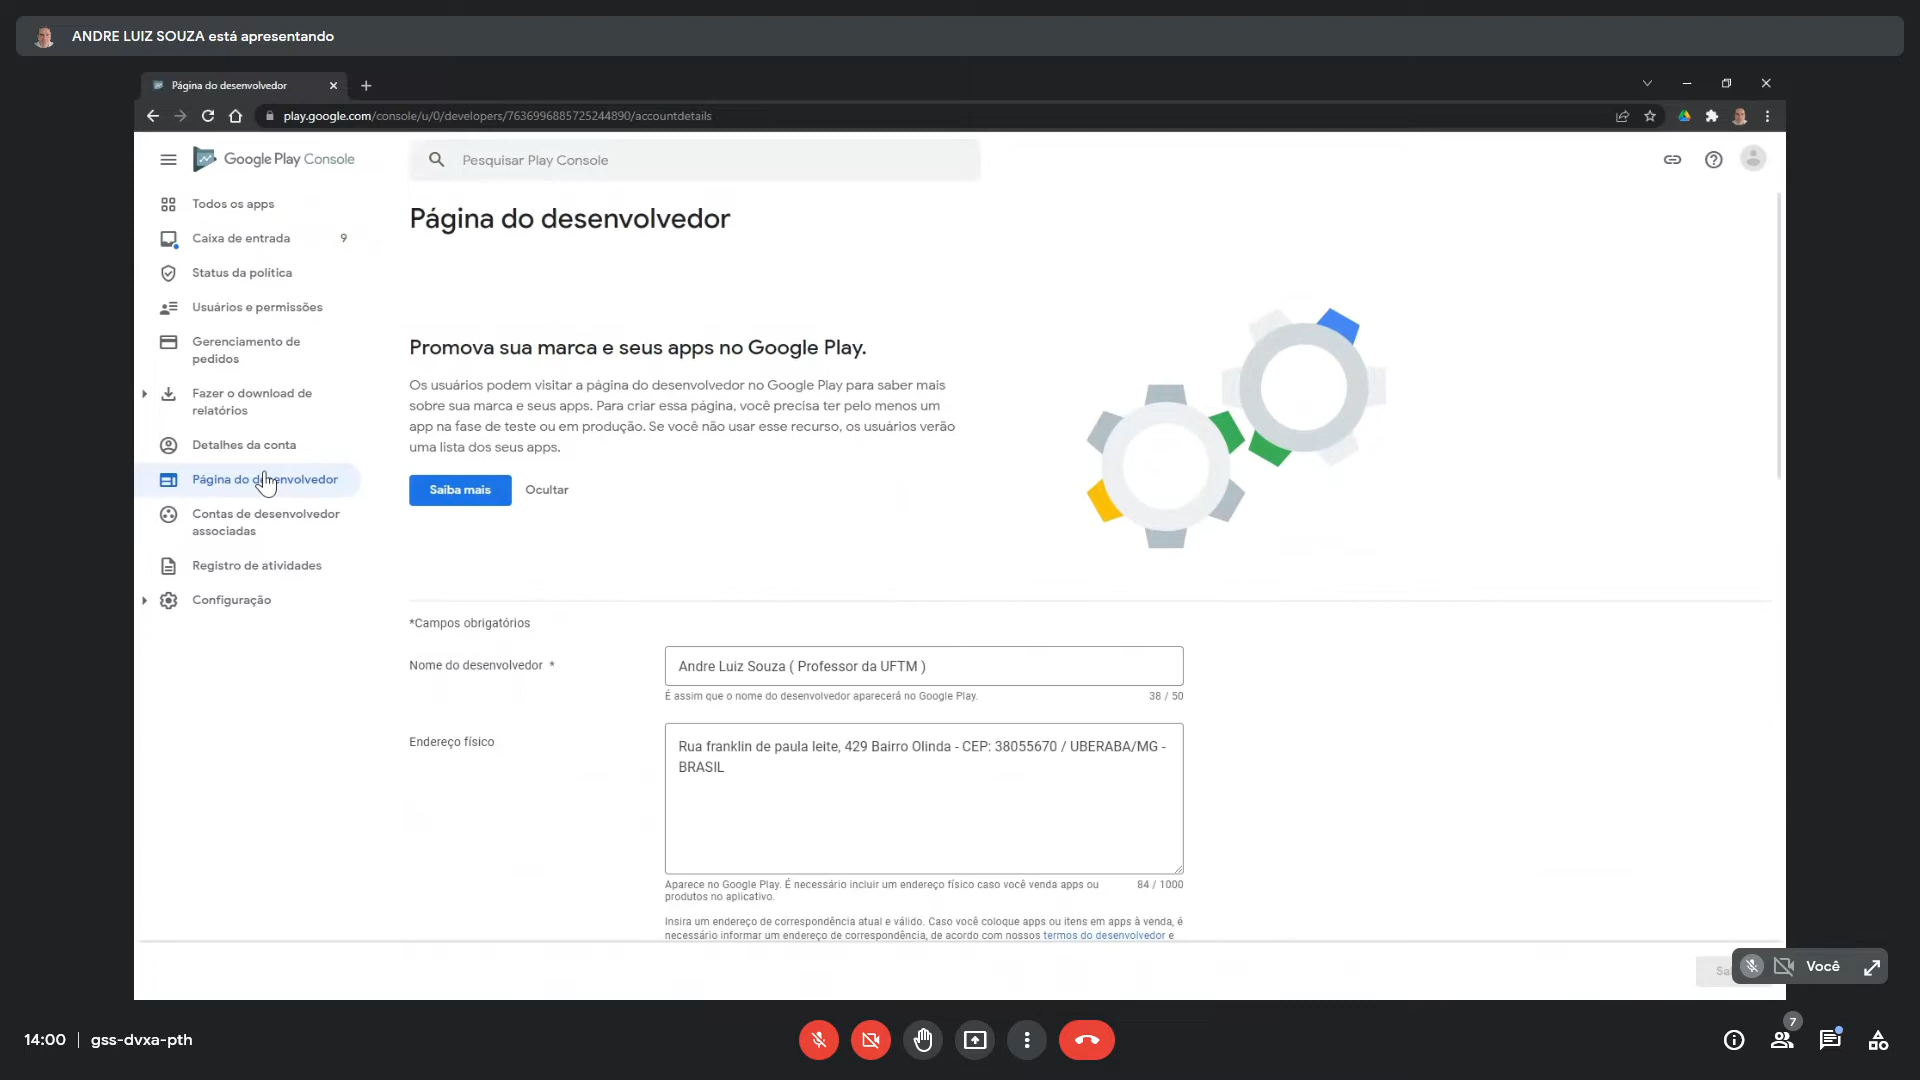 ANDRE LUIZ SOUZA está apresentando
Página do desenvolvedor
play.google.com/console/u/0/developers/7636996885725244890/accountdetails
Google Play Console
Pesquisar Play Console
Todos os apps
Caixa de entrada 9
Status da política
Usuários e permissões
Gerenciamento de
pedidos
Fazer o download de
relatórios
Detalhes da conta
Página do desenvolvedor
Contas de desenvolvedor
associadas
Registro de atividades
Configuração
Página do desenvolvedor
Promova sua marca e seus apps no Google Play.
Os usuários podem visitar a página do desenvolvedor no Google Play para saber mais
sobre sua marca e seus apps. Para criar essa página, você precisa ter pelo menos um
app na fase de teste ou em produção. Se você não usar esse recurso, os usuários verão
uma lista dos seus apps.
Saiba mais Ocultar
*Campos obrigatórios
Nome do desenvolvedor *
Andre Luiz Souza ( Professor da UFTM )
É assim que o nome do desenvolvedor aparecerá no Google Play. 38 / 50
Endereço físico
Rua franklin de paula leite, 429 Bairro Olinda - CEP: 38055670 / UBERABA/MG -
BRASIL
Aparece no Google Play. É necessário incluir um endereço físico caso você venda apps ou 84 / 1000
produtos no aplicativo.
Insira um endereço de correspondência atual e válido. Caso você coloque apps ou itens em apps à venda, é
necessário informar um endereço de correspondência, de acordo com nossos termos do desenvolvedor e
Você
14:00 gss-dvxa-pth
7